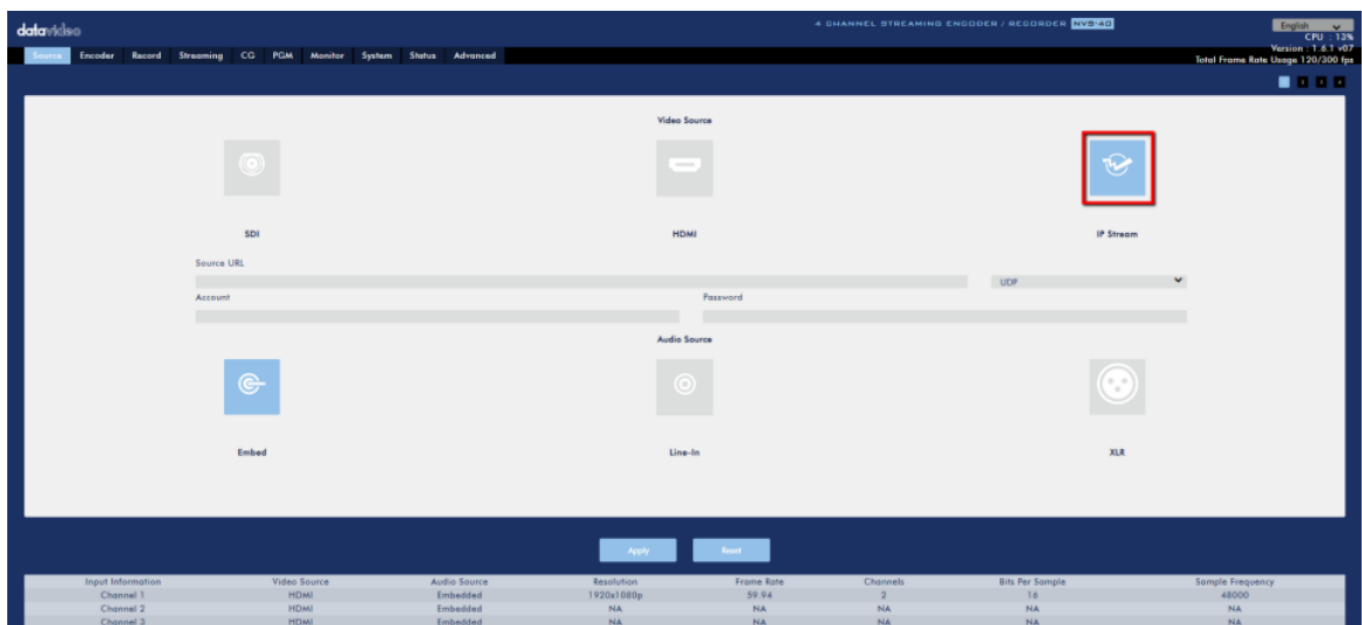 datavideo
4 CHANNEL STREAMING ENCODER / RECORDER NVS-40
English
CPU : 13%
Version : 1.6.1 v07
Total Frame Rate Usage 120/300 fps
Source Encoder Record Streaming CG PGM Monitor System Status Advanced
Video Source
SDI HDMI IP Stream
Source URL
UDP
Account Password
Audio Source
Embed Line-In XLR
Apply Reset
Input Information Video Source Audio Source Resolution Frame Rate Channels Bits Per Sample Sample Frequency
Channel 1 HDMI Embedded 1920x1080p 59.94 2 16 48000
Channel 2 HDMI Embedded NA NA NA NA NA
Channel 3 HDMI Embedded NA NA NA NA NA